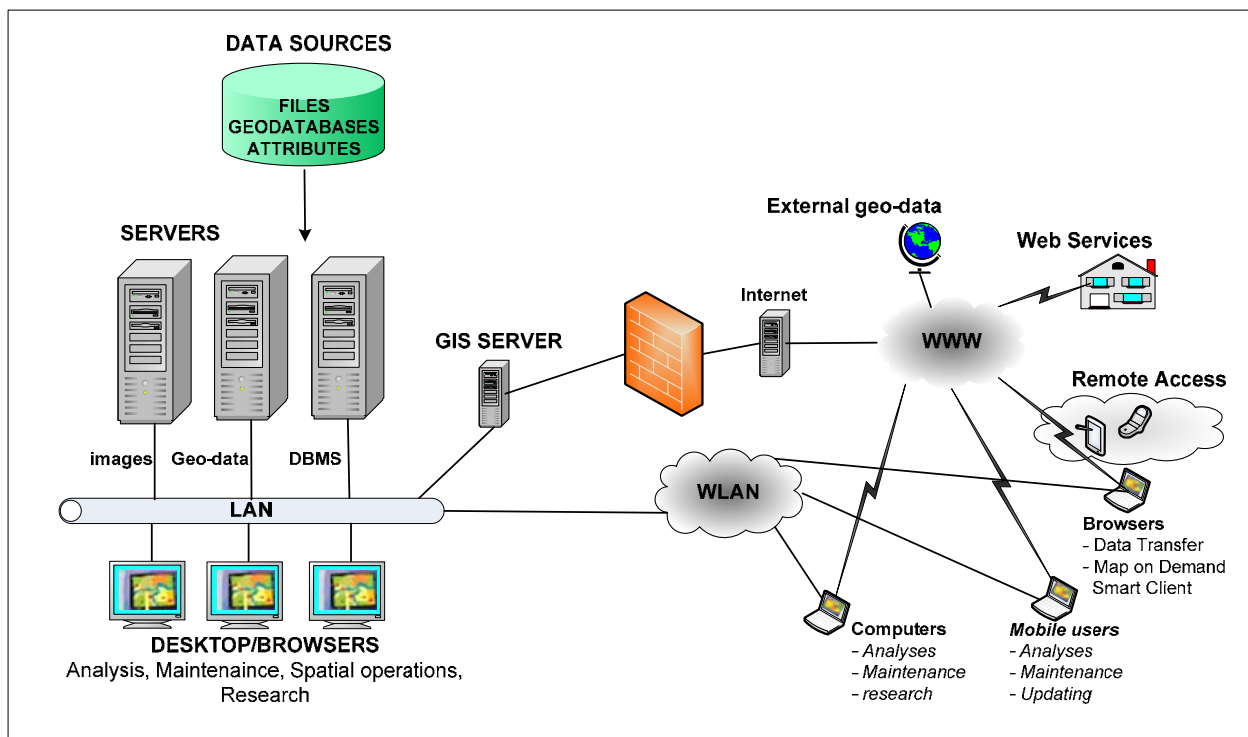 DATA SOURCES
FILES
GEODATABASES
ATTRIBUTES
SERVERS
images
Geo-data
DBMS
GIS SERVER
LAN
DESKTOP/BROWSERS
Analysis, Maintenaince, Spatial operations,
Research
Internet
External geo-data
Web Services
WWW
Remote Access
WLAN
Browsers
- Data Transfer
- Map on Demand
Smart Client
Computers
- Analyses
- Maintenance
- research
Mobile users
- Analyses
- Maintenance
- Updating